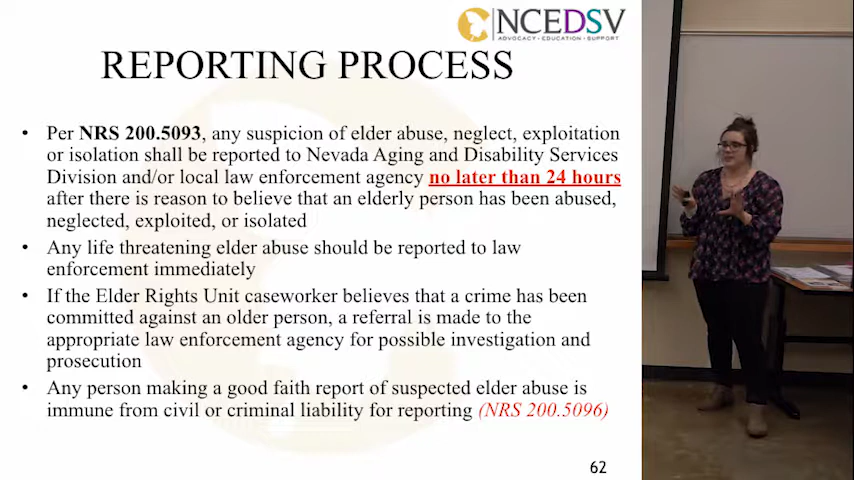 NCEDSV
ADVOCACY • EDUCATION • SUPPORT
REPORTING PROCESS
• Per NRS 200.5093, any suspicion of elder abuse, neglect, exploitation
or isolation shall be reported to Nevada Aging and Disability Services
Division and/or local law enforcement agency no later than 24 hours
after there is reason to believe that an elderly person has been abused,
neglected, exploited, or isolated
• Any life threatening elder abuse should be reported to law
enforcement immediately
• If the Elder Rights Unit caseworker believes that a crime has been
committed against an older person, a referral is made to the
appropriate law enforcement agency for possible investigation and
prosecution
• Any person making a good faith report of suspected elder abuse is
immune from civil or criminal liability for reporting (NRS 200.5096)
62